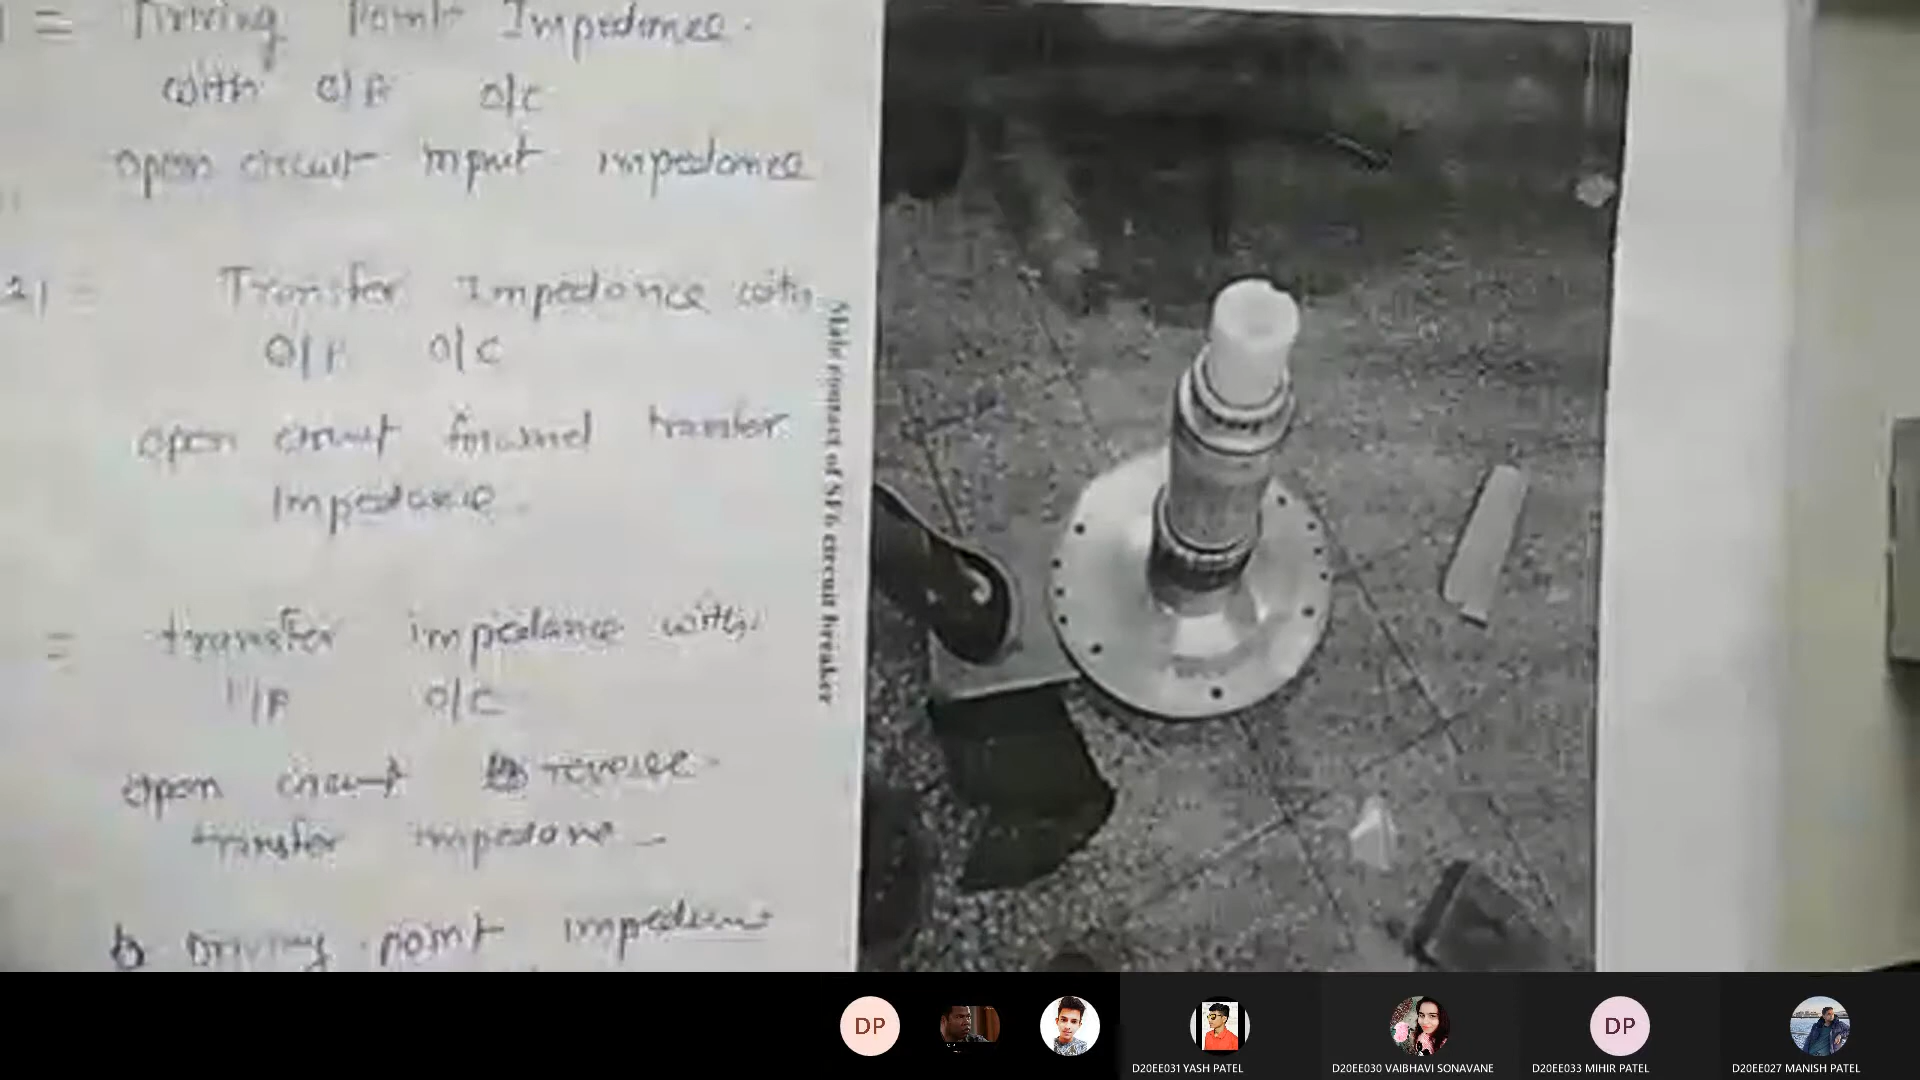 = Driving Point Impedance.
with O/P O/C
open circuit input impedance
21 = Transfer Impedance with
O/P O/C
open circuit forward transfer
Impedance.
= transfer impedance with
I/P O/C
open circuit reverse
transfer impedance
Driving point impedance
Male contact of SF6 circuit breaker
DP
D20EE031 YASH PATEL
D20EE030 VAIBHAVI SONAVANE
DP
D20EE033 MIHIR PATEL
D20EE027 MANISH PATEL